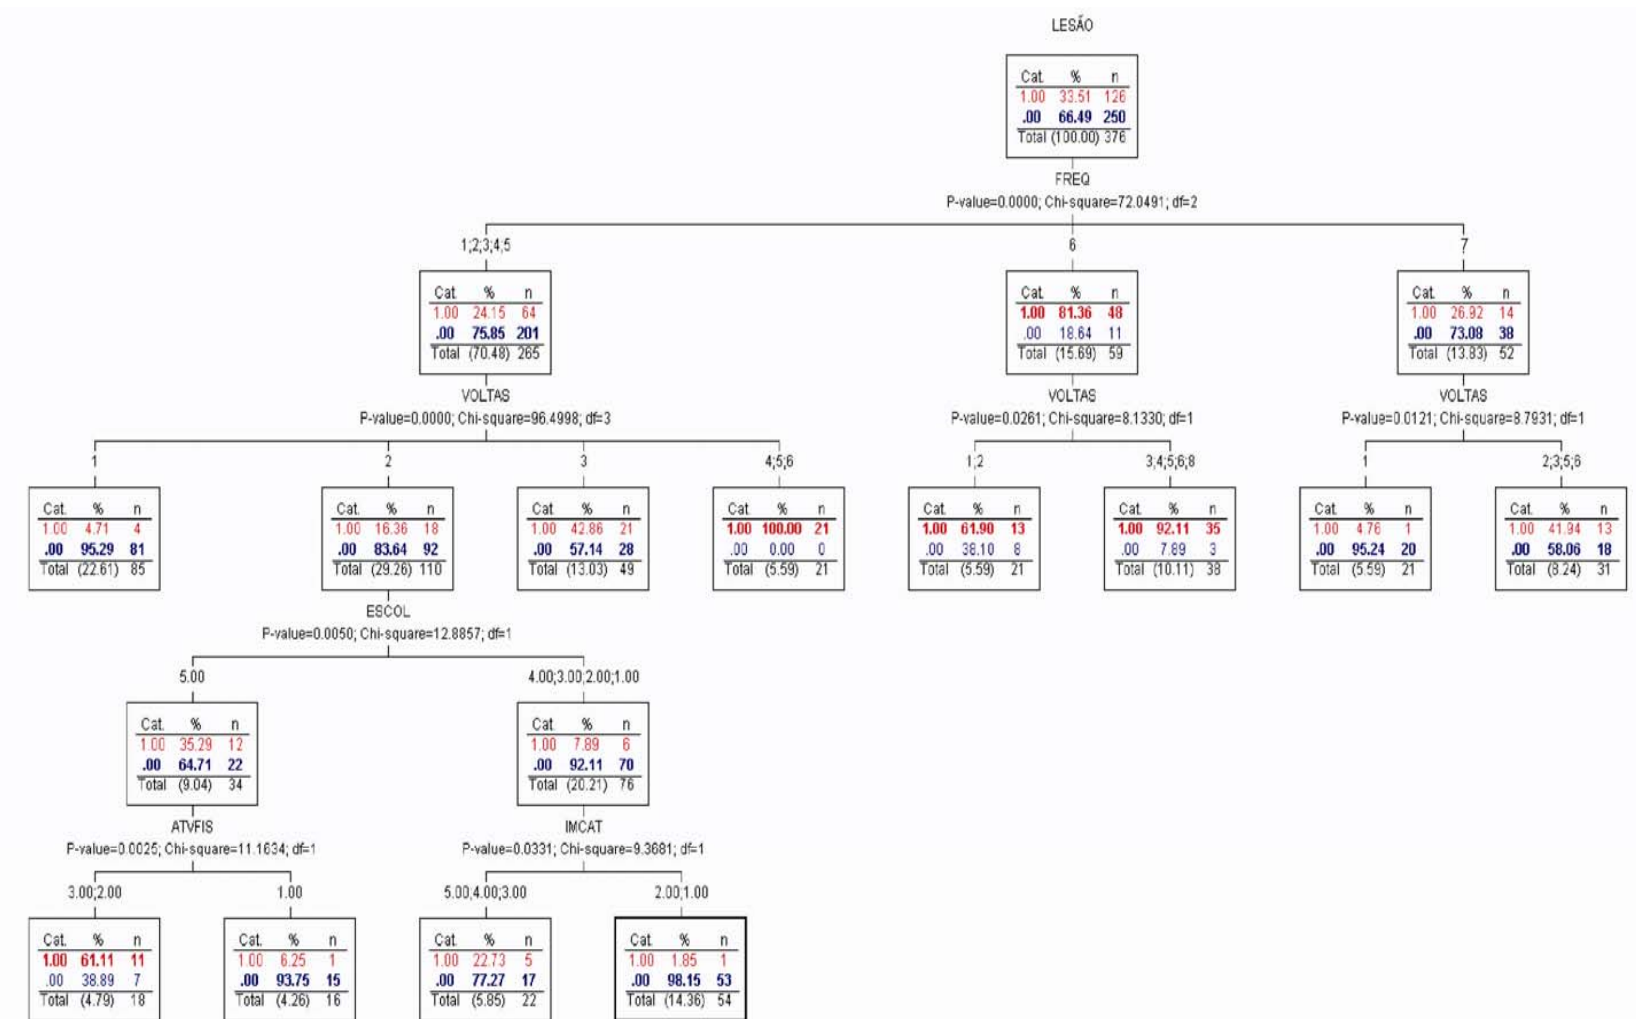 LESÃO
Cat. % n
1.00 33.51 126
.00 66.49 250
Total (100.00) 376
FREQ
P-value=0.0000; Chi-square=72.0491; df=2
1;2;3;4;5
6
7
Cat. % n
1.00 24.15 64
.00 75.85 201
Total (70.48) 265
Cat. % n
1.00 81.36 48
.00 18.64 11
Total (15.69) 59
Cat. % n
1.00 26.92 14
.00 73.08 38
Total (13.83) 52
VOLTAS
P-value=0.0000; Chi-square=96.4998; df=3
VOLTAS
P-value=0.0261; Chi-square=8.1330; df=1
VOLTAS
P-value=0.0121; Chi-square=8.7931; df=1
1
2
3
4;5;6
1;2
3;4;5;6;8
1
2;3;5;6
Cat. % n
1.00 4.71 4
.00 95.29 81
Total (22.61) 85
Cat. % n
1.00 16.36 18
.00 83.64 92
Total (29.26) 110
Cat. % n
1.00 42.86 21
.00 57.14 28
Total (13.03) 49
Cat. % n
1.00 100.00 21
.00 0.00 0
Total (5.59) 21
Cat. % n
1.00 61.90 13
.00 38.10 8
Total (5.59) 21
Cat. % n
1.00 92.11 35
.00 7.89 3
Total (10.11) 38
Cat. % n
1.00 4.76 1
.00 95.24 20
Total (5.59) 21
Cat. % n
1.00 41.94 13
.00 58.06 18
Total (8.24) 31
ESCOL
P-value=0.0050; Chi-square=12.8857; df=1
5.00
4.00;3.00;2.00;1.00
Cat. % n
1.00 35.29 12
.00 64.71 22
Total (9.04) 34
Cat. % n
1.00 7.89 6
.00 92.11 70
Total (20.21) 76
ATVFIS
P-value=0.0025; Chi-square=11.1634; df=1
IMCAT
P-value=0.0331; Chi-square=9.3681; df=1
3.00;2.00
1.00
5.00;4.00;3.00
2.00;1.00
Cat. % n
1.00 61.11 11
.00 38.89 7
Total (4.79) 18
Cat. % n
1.00 6.25 1
.00 93.75 15
Total (4.26) 16
Cat. % n
1.00 22.73 5
.00 77.27 17
Total (5.85) 22
Cat. % n
1.00 1.85 1
.00 98.15 53
Total (14.36) 54